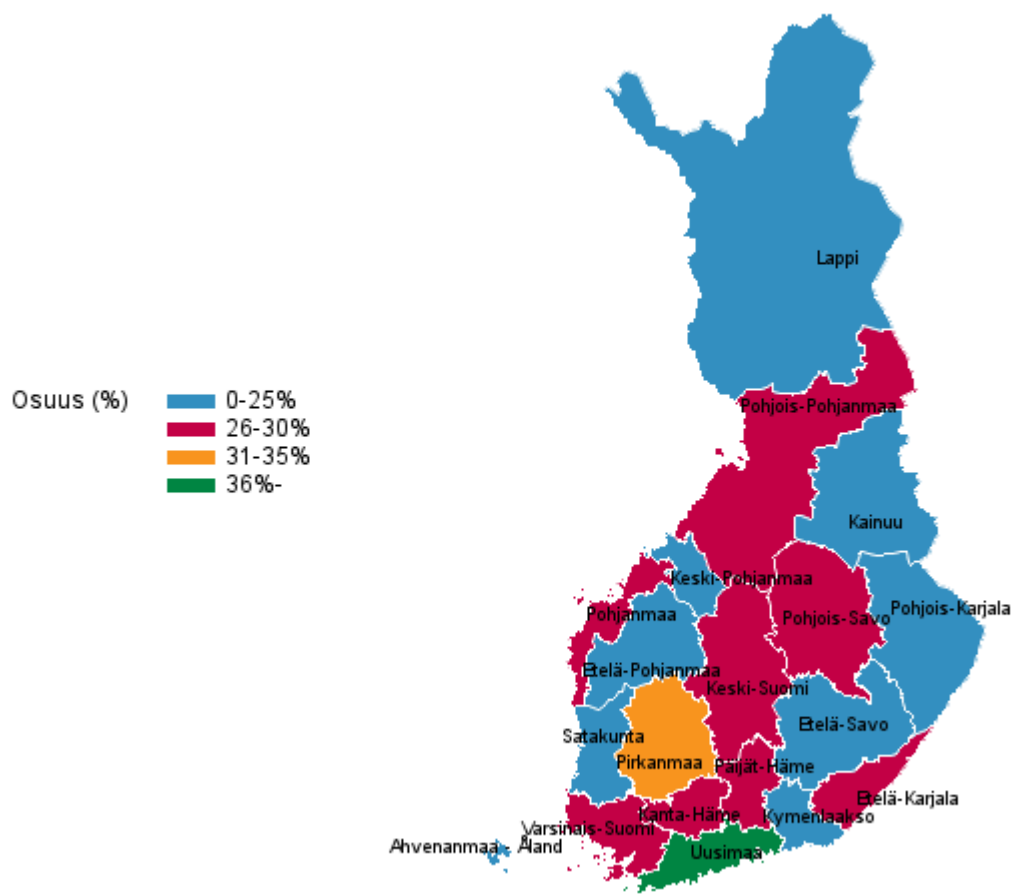 Lappi
Osuus (%)
0-25%
26-30%
31-35%
36%-
Pohjois-Pohjanmaa
Kainuu
Keski-Pohjanmaa
Pohjanmaa
Pohjois-Savo
Pohjois-Karjala
Etelä-Pohjanmaa
Keski-Suomi
Etelä-Savo
Satakunta
Pirkanmaa
Päijät-Häme
Etelä-Karjala
Kanta-Häme
Kymenlaakso
Varsinais-Suomi
Ahvenanmaa - Åland
Uusimaa